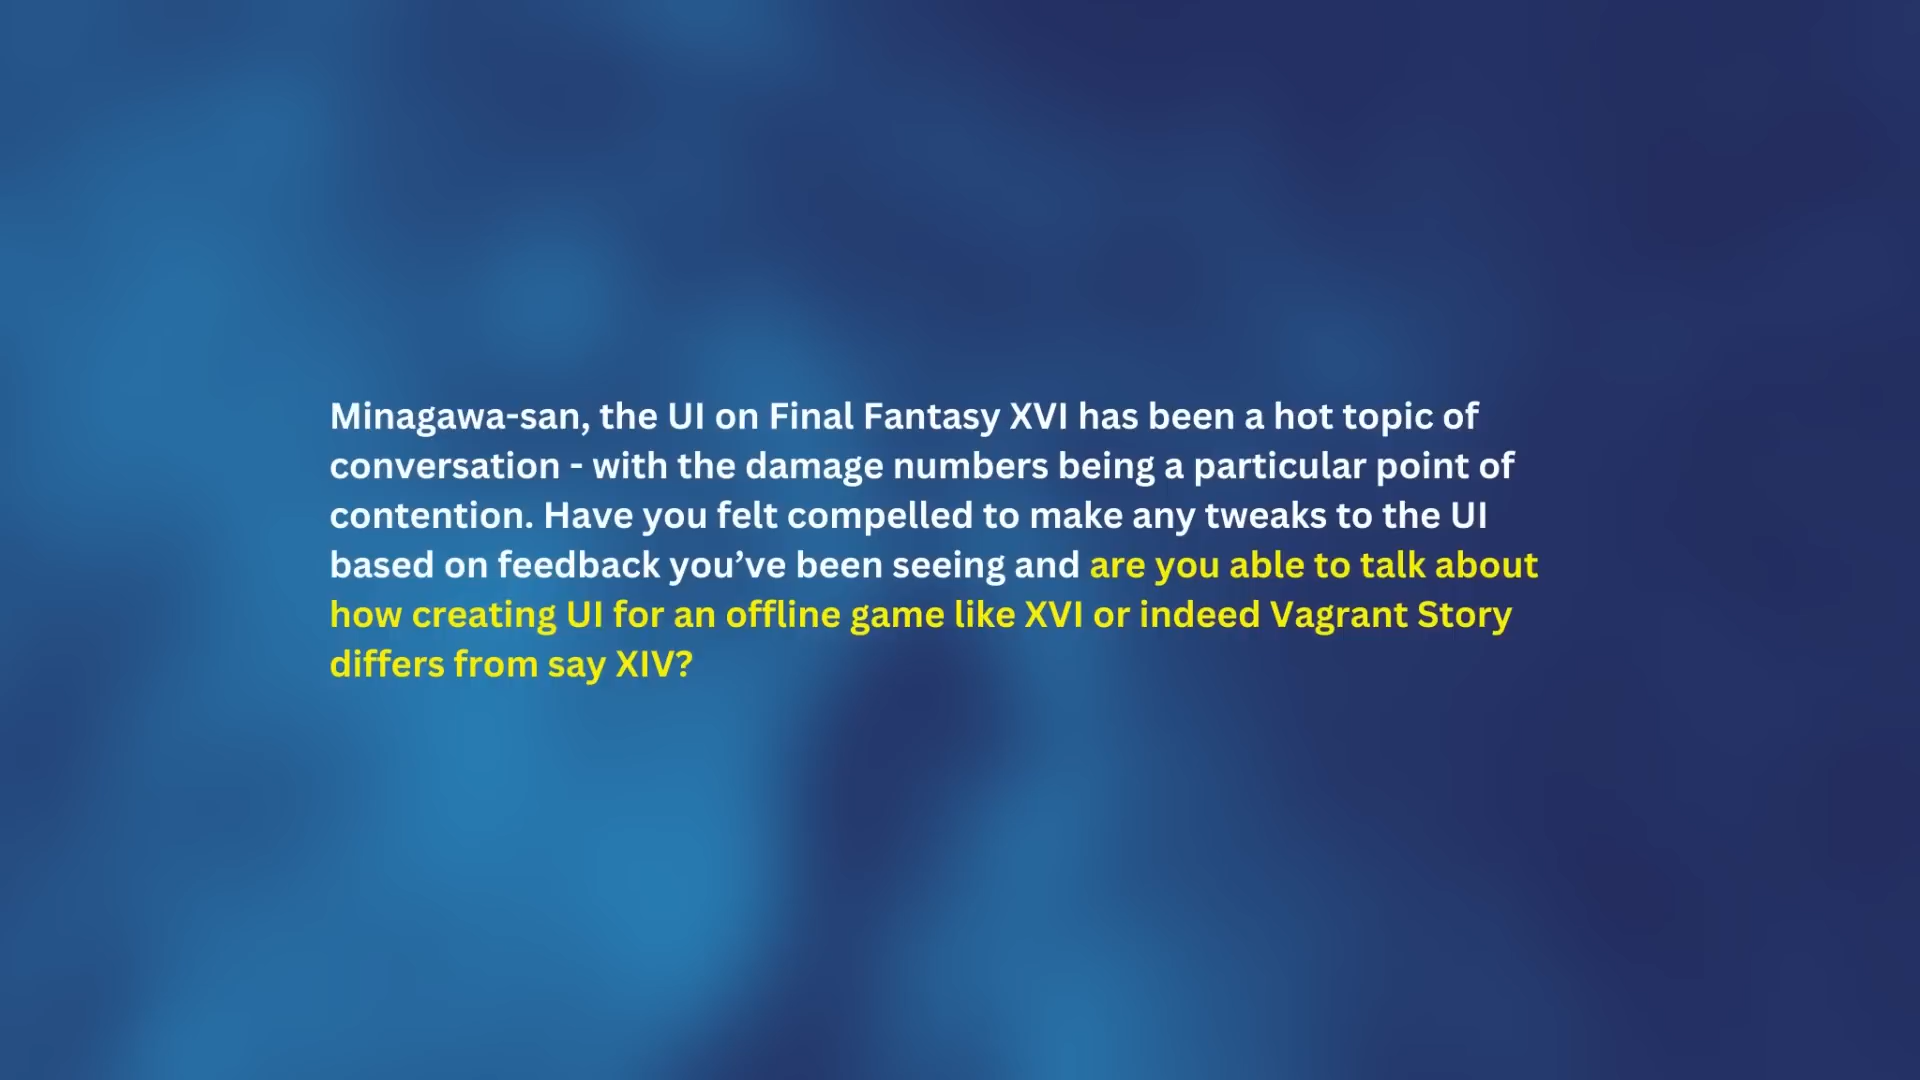 Minagawa-san, the UI on Final Fantasy XVI has been a hot topic of
conversation - with the damage numbers being a particular point of
contention. Have you felt compelled to make any tweaks to the UI
based on feedback you’ve been seeing and are you able to talk about
how creating UI for an offline game like XVI or indeed Vagrant Story
differs from say XIV?